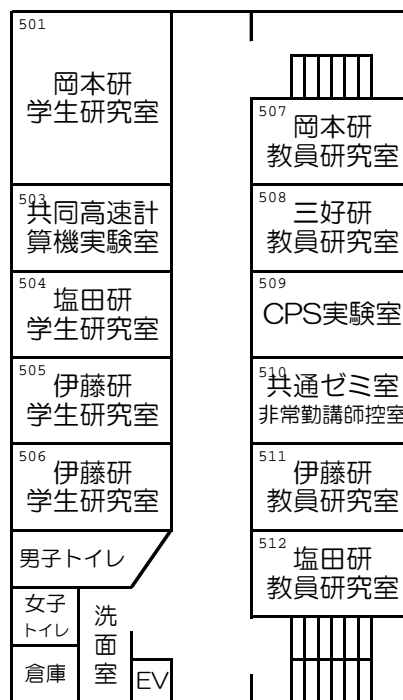 501
岡本研
学生研究室
503
共同高速計
算機実験室
504
塩田研
学生研究室
505
伊藤研
学生研究室
506
伊藤研
学生研究室
男子トイレ
女子
トイレ
洗
面
室
倉庫
EV
507
岡本研
教員研究室
508
三好研
教員研究室
509
CPS実験室
510
共通ゼミ室
非常勤講師控室
511
伊藤研
教員研究室
512
塩田研
教員研究室